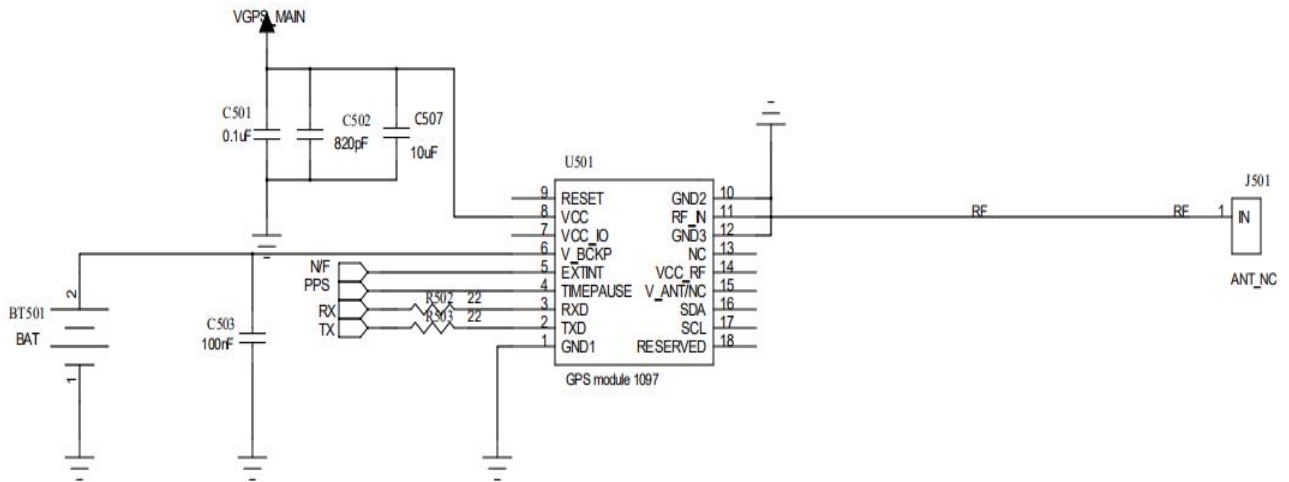 VGPS_MAIN
C501
0.1uF
C502
820pF
C507
10uF
U501
9 RESET GND2 10
8 VCC RF_IN 11
7 VCC_IO GND3 12
6 V_BCKP NC 13
5 EXTINT VCC_RF 14
4 TIMEPAUSE V_ANT/NC 15
3 RXD SDA 16
2 TXD SCL 17
1 GND1 RESERVED 18
GPS module 1097
N/F
PPS
RX R502 22
TX R503 22
RF RF
J501
1 IN
ANT_NC
2
BT501
BAT
1
C503
100nF